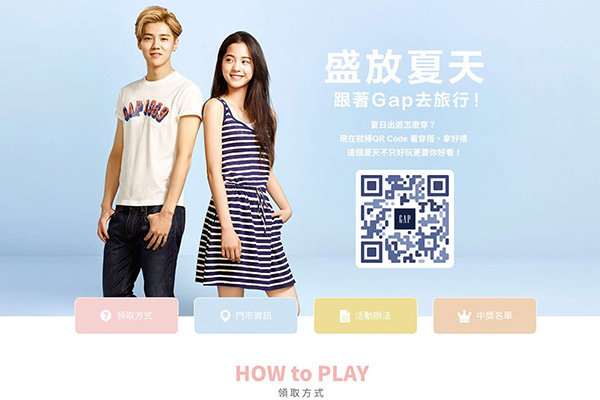 盛放夏天
跟著Gap去旅行！
夏日出遊怎麼穿？
現在就掃QR Code 看穿搭，拿好禮
這個夏天不只好玩更要你好看！
GAP 1969
GAP
領取方式
門市資訊
活動辦法
中獎名單
HOW to PLAY
領取方式